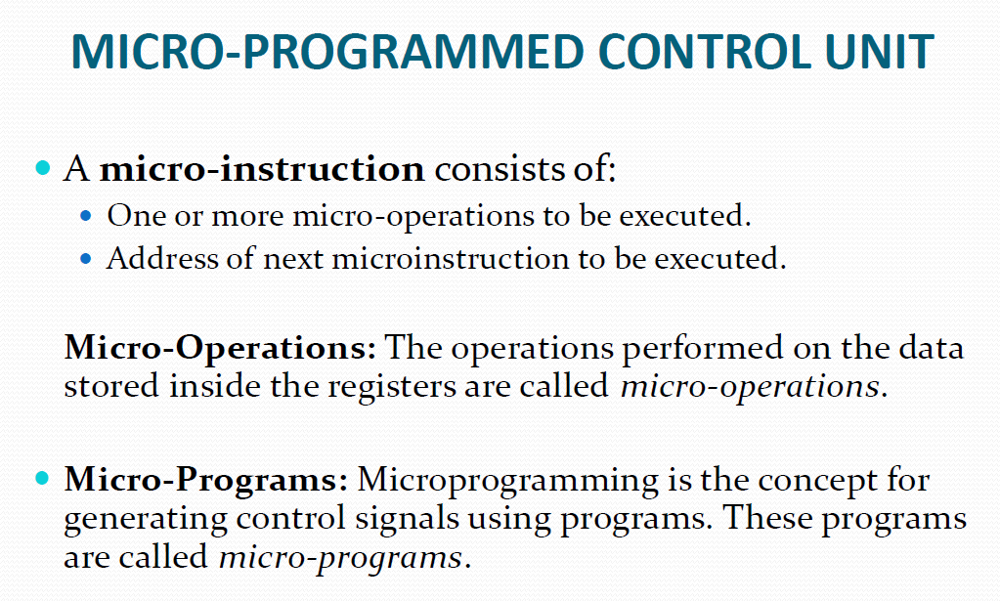 MICRO-PROGRAMMED CONTROL UNIT
A micro-instruction consists of:
One or more micro-operations to be executed.
Address of next microinstruction to be executed.
Micro-Operations: The operations performed on the data
stored inside the registers are called micro-operations.
Micro-Programs: Microprogramming is the concept for
generating control signals using programs. These programs
are called micro-programs.